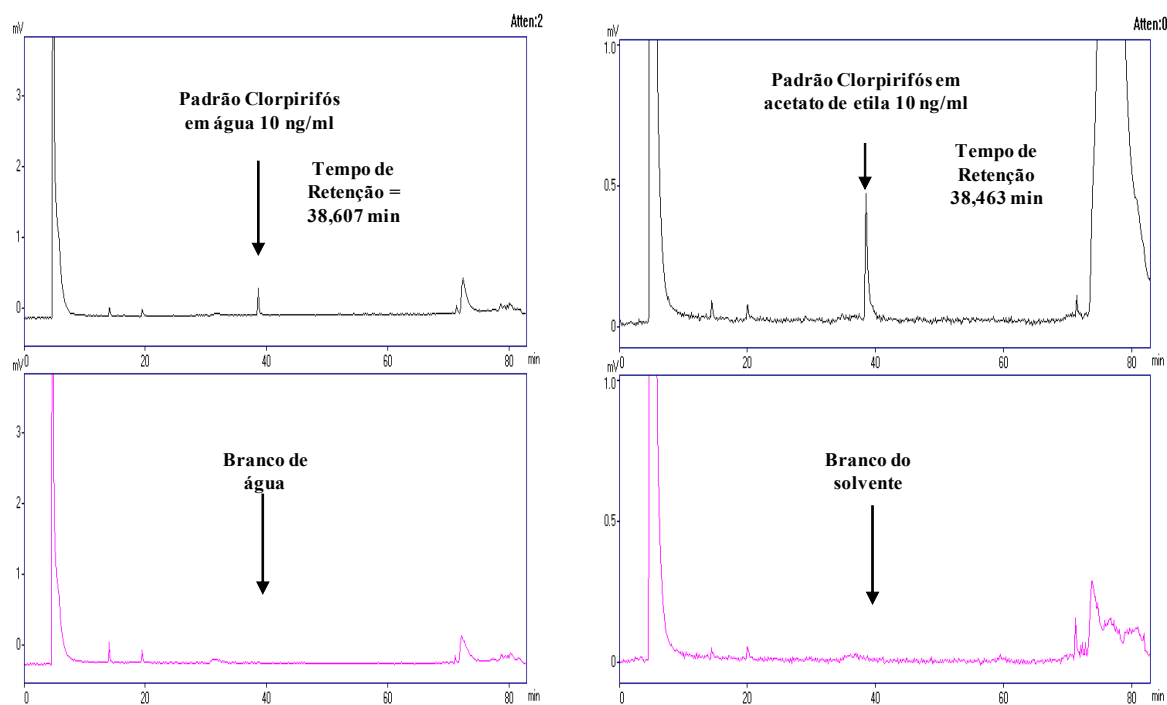 Atten:2
mV
3
2
1
0
0
20
40
60
80
min
Padrão Clorpirifós
em água 10 ng/ml
Tempo de
Retenção =
38,607 min
Atten:0
mV
1.0
0.5
0
0
20
40
60
80
min
Padrão Clorpirifós em
acetato de etila 10 ng/ml
Tempo de
Retenção
38,463 min
mV
3
2
1
0
0
20
40
60
80
min
Branco de
água
mV
1.0
0.5
0
0
20
40
60
80
min
Branco do
solvente